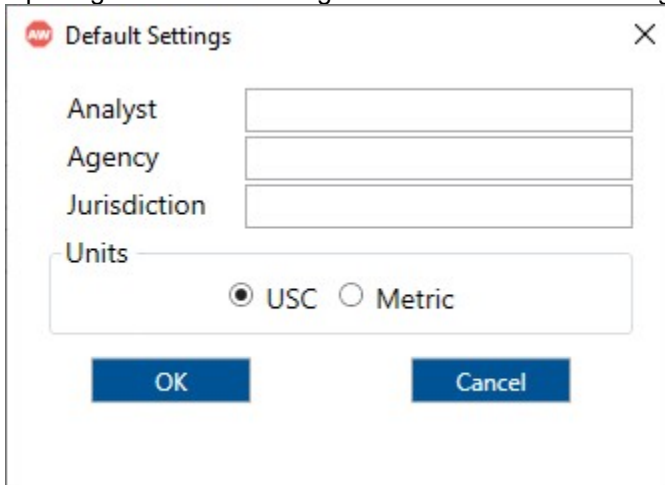 AW Default Settings
Analyst
Agency
Jurisdiction
Units
USC Metric
OK Cancel